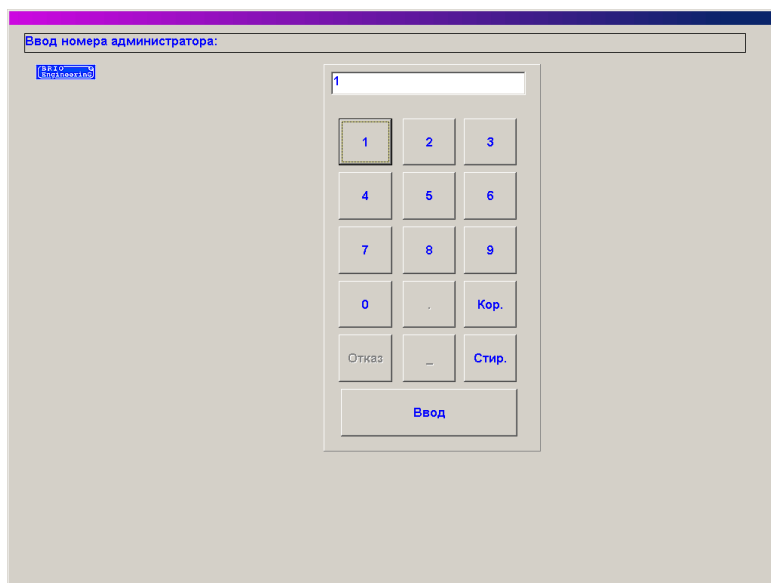 Ввод номера администратора:
BRIO
Engineering
1
1 2 3
4 5 6
7 8 9
0 . Кор.
Отказ _ Стир.
Ввод